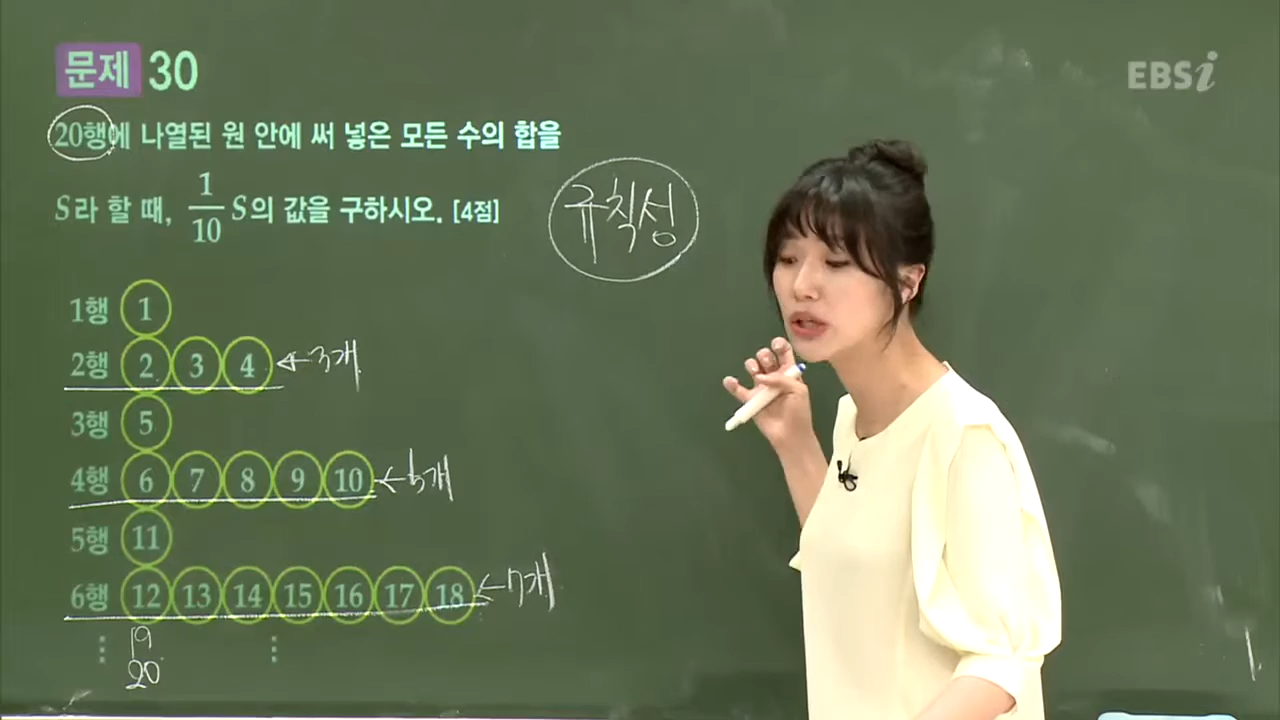 문제 30
EBSi
20행에 나열된 원 안에 써 넣은 모든 수의 합을
S라 할 때, 1/10 S의 값을 구하시오. [4점]
규칙성
1행 1
2행 2 3 4 ← 3개
3행 5
4행 6 7 8 9 10 ← 5개
5행 11
6행 12 13 14 15 16 17 18 ← 7개
⋮ 19 ⋮
20